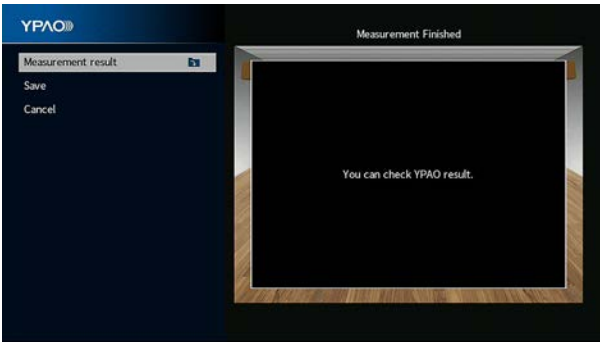 YPAO
Measurement Finished
Measurement result
Save
Cancel
You can check YPAO result.